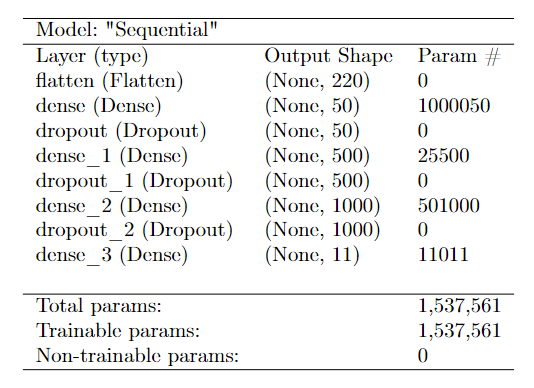 Model: "Sequential"
Layer (type) Output Shape Param #
flatten (Flatten) (None, 220) 0
dense (Dense) (None, 50) 1000050
dropout (Dropout) (None, 50) 0
dense_1 (Dense) (None, 500) 25500
dropout_1 (Dropout) (None, 500) 0
dense_2 (Dense) (None, 1000) 501000
dropout_2 (Dropout) (None, 1000) 0
dense_3 (Dense) (None, 11) 11011
Total params: 1,537,561
Trainable params: 1,537,561
Non-trainable params: 0